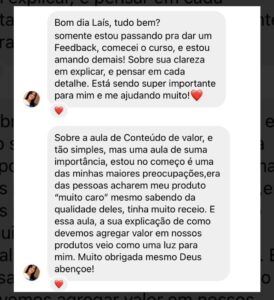 Bom dia Laís, tudo bem?
somente estou passando pra dar um
Feedback, comecei o curso, e estou
amando demais! Sobre sua clareza
em explicar, e pensar em cada
detalhe. Está sendo super importante
para mim e me ajudando muito!❤️
Sobre a aula de Conteúdo de valor, e
tão simples, mas uma aula de suma
importância, estou no começo é uma
das minhas maiores preocupações,era
das pessoas acharem meu produto
“muito caro” mesmo sabendo da
qualidade deles, tinha muito receio. E
essa aula, a sua explicação de como
devemos agregar valor em nossos
produtos veio como uma luz para
mim. Muito obrigada mesmo Deus
abençoe!